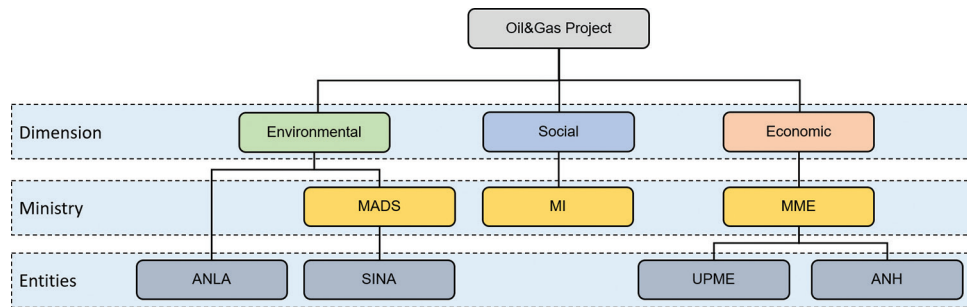 Oil&Gas Project
Dimension
Environmental
Social
Economic
Ministry
MADS
MI
MME
Entities
ANLA
SINA
UPME
ANH